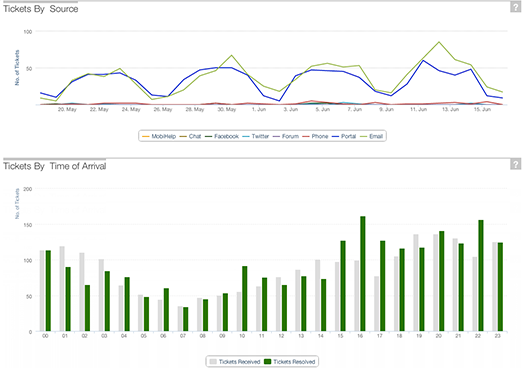 Tickets By Source
?
100
50
0
No. of Tickets
20. May 22. May 24. May 26. May 28. May 30. May 1. Jun 3. Jun 5. Jun 7. Jun 9. Jun 11. Jun 13. Jun 15. Jun
MobiHelp Chat Facebook Twitter Forum Phone Portal Email
Tickets By Time of Arrival
?
200
150
100
50
0
No. of Tickets
00 01 02 03 04 05 06 07 08 09 10 11 12 13 14 15 16 17 18 19 20 21 22 23
Tickets Received Tickets Resolved